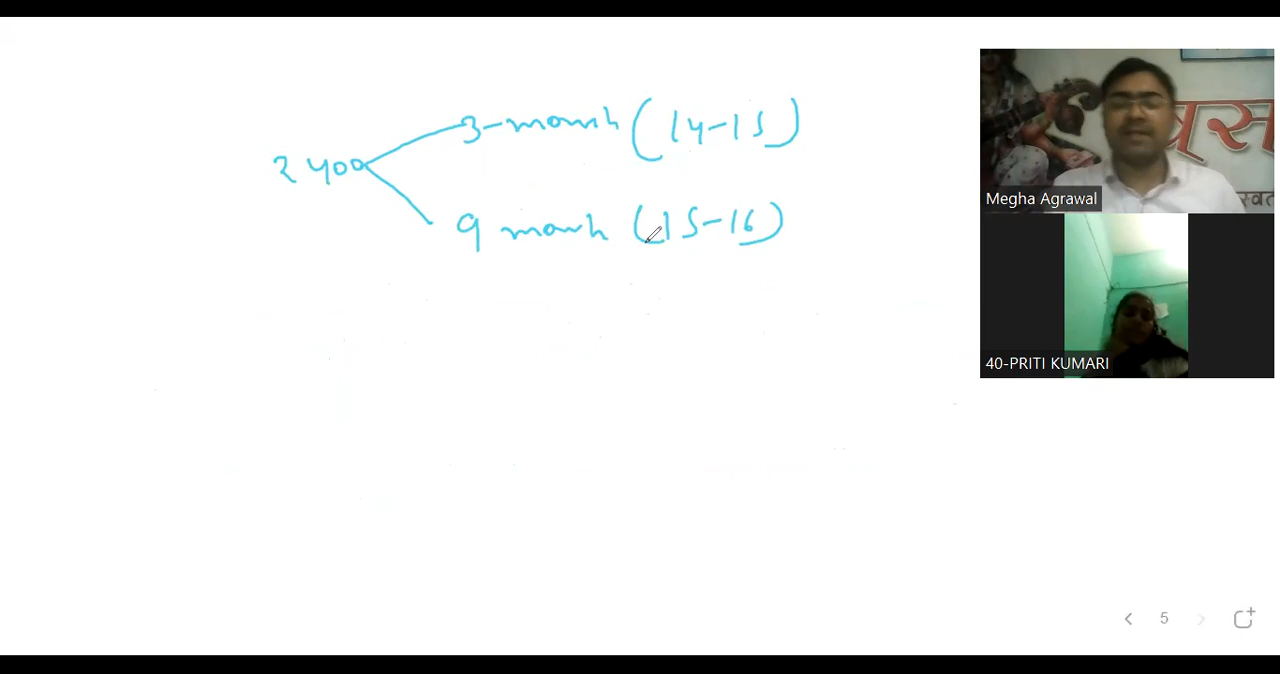 3-month (14-15)
2400
9 month (15-16)
Megha Agrawal
40-PRITI KUMARI
5